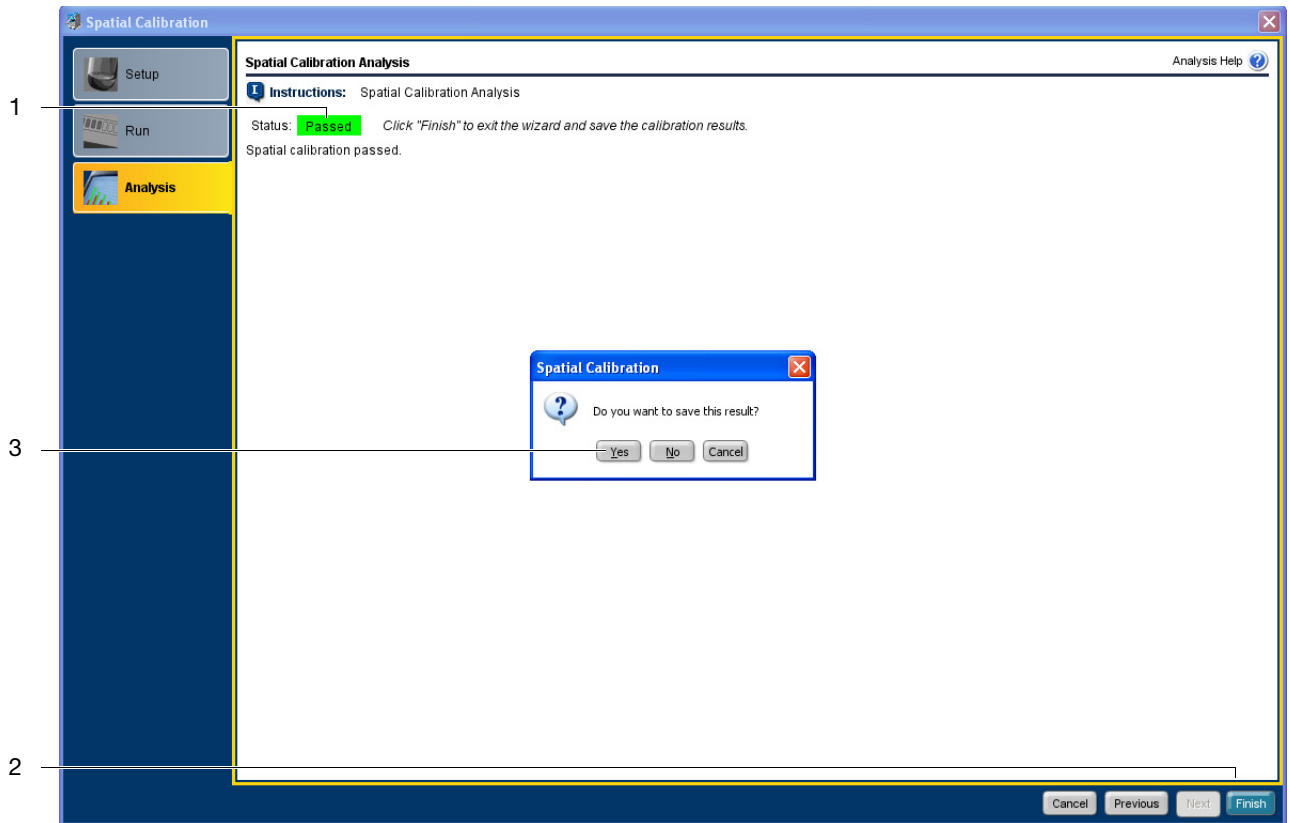 Spatial Calibration
Setup
Run
Analysis
Spatial Calibration Analysis
Analysis Help ?
I Instructions: Spatial Calibration Analysis
1
Status: Passed Click "Finish" to exit the wizard and save the calibration results.
Spatial calibration passed.
Spatial Calibration
? Do you want to save this result?
3
Yes No Cancel
2
Cancel Previous Next Finish